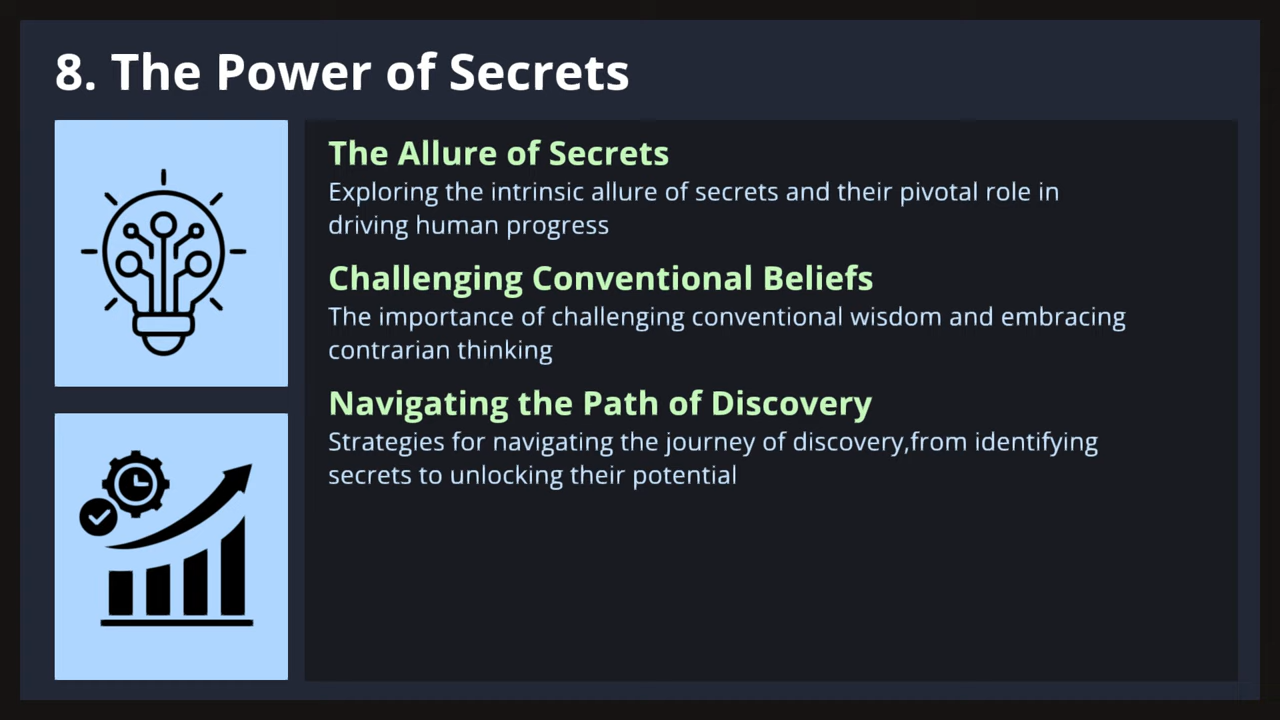 8. The Power of Secrets
The Allure of Secrets
Exploring the intrinsic allure of secrets and their pivotal role in
driving human progress
Challenging Conventional Beliefs
The importance of challenging conventional wisdom and embracing
contrarian thinking
Navigating the Path of Discovery
Strategies for navigating the journey of discovery,from identifying
secrets to unlocking their potential